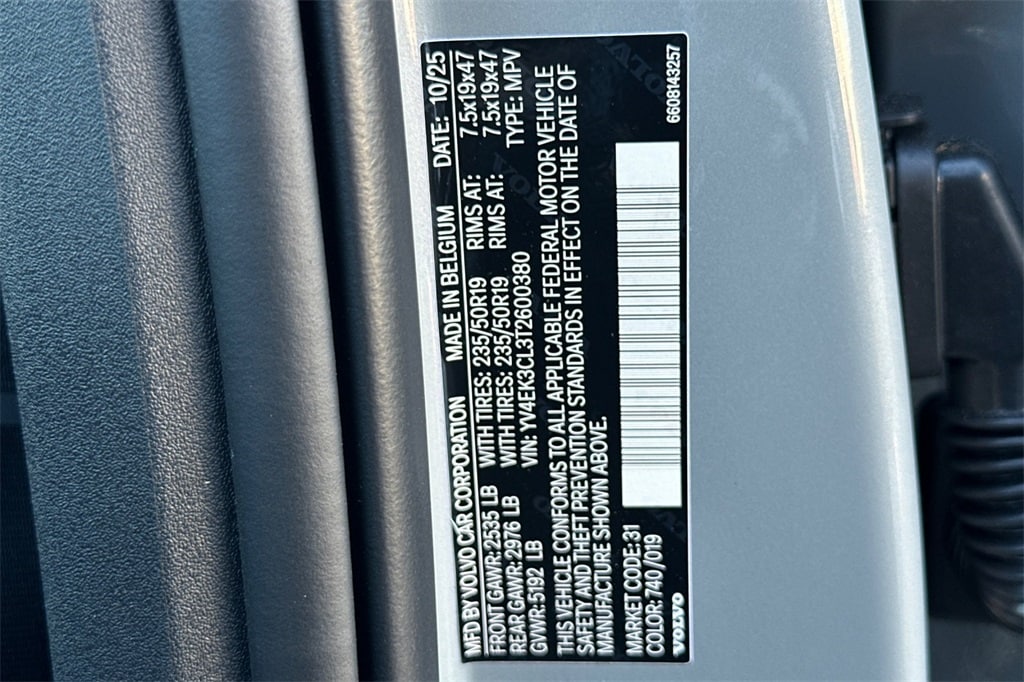 MFD BY VOLVO CAR CORPORATION MADE IN BELGIUM DATE: 10/25
FRONT GAWR: 2535 LB WITH TIRES: 235/50R19 RIMS AT: 7.5x19x47
REAR GAWR: 2976 LB WITH TIRES: 235/50R19 RIMS AT: 7.5x19x47
GVWR: 5192 LB VIN: YV4EK3CL3T2600380 TYPE: MPV
THIS VEHICLE CONFORMS TO ALL APPLICABLE FEDERAL MOTOR VEHICLE
SAFETY AND THEFT PREVENTION STANDARDS IN EFFECT ON THE DATE OF
MANUFACTURE SHOWN ABOVE.
MARKET CODE: 31
COLOR: 740/019
VOLVO
6608143257